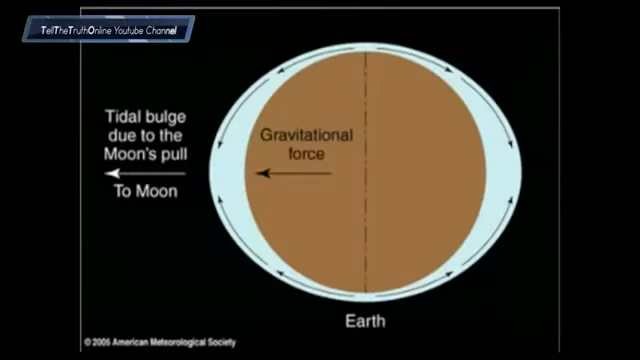 TellTheTruthOnline Youtube Channel
Tidal bulge
due to the
Moon's pull
To Moon
Gravitational
force
Earth
© 2005 American Meteorological Society